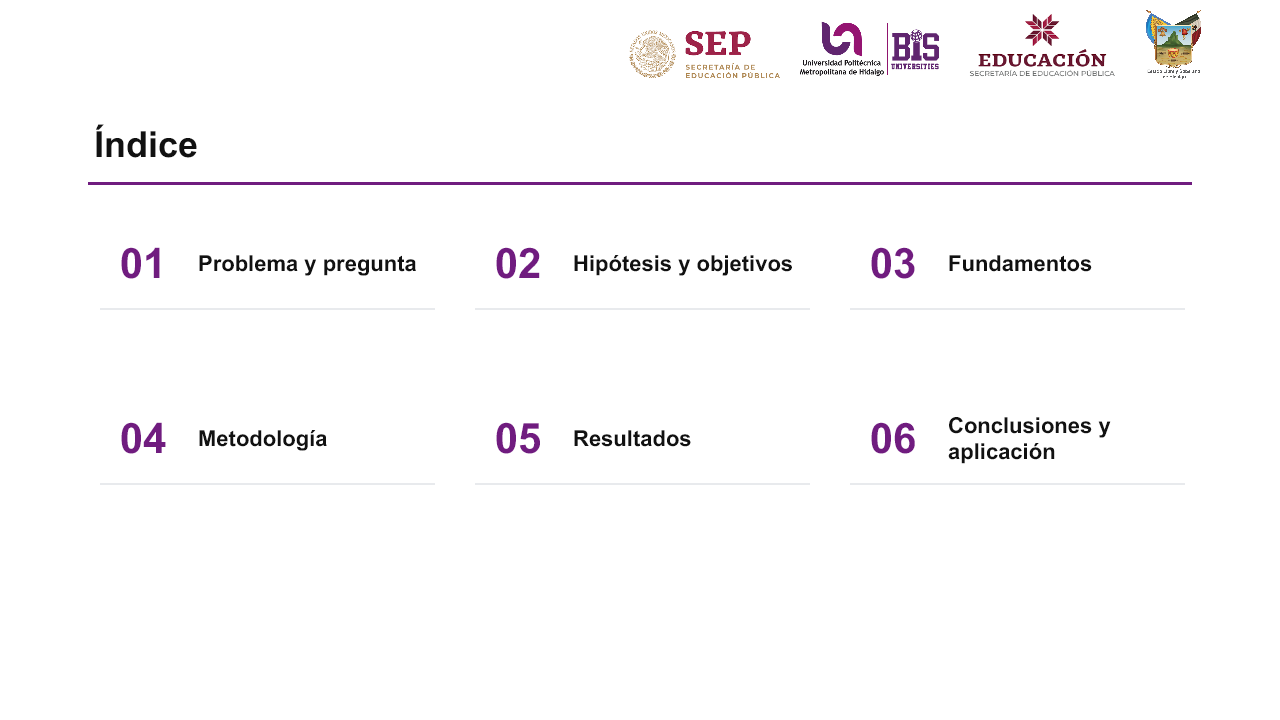 SEP
SECRETARÍA DE
EDUCACIÓN PÚBLICA
Universidad Politécnica
Metropolitana de Hidalgo
BIS
UNIVERSITIES
EDUCACIÓN
SECRETARÍA DE EDUCACIÓN PÚBLICA
Índice
01 Problema y pregunta
02 Hipótesis y objetivos
03 Fundamentos
04 Metodología
05 Resultados
06 Conclusiones y
aplicación